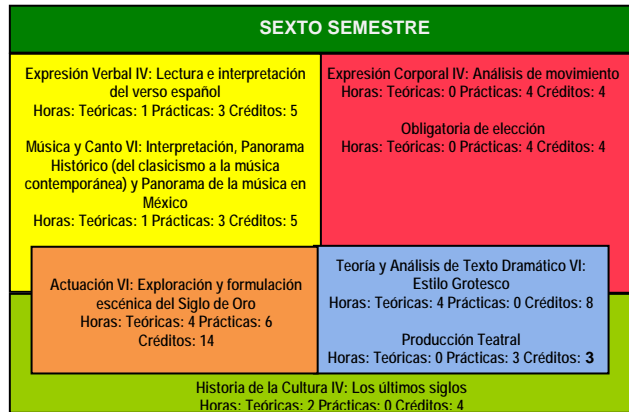 SEXTO SEMESTRE
Expresión Verbal IV: Lectura e interpretación
del verso español
Horas: Teóricas: 1 Prácticas: 3 Créditos: 5
Música y Canto VI: Interpretación, Panorama
Histórico (del clasicismo a la música
contemporánea) y Panorama de la música en
México
Horas: Teóricas: 1 Prácticas: 3 Créditos: 5
Expresión Corporal IV: Análisis de movimiento
Horas: Teóricas: 0 Prácticas: 4 Créditos: 4
Obligatoria de elección
Horas: Teóricas: 0 Prácticas: 4 Créditos: 4
Actuación VI: Exploración y formulación
escénica del Siglo de Oro
Horas: Teóricas: 4 Prácticas: 6
Créditos: 14
Teoría y Análisis de Texto Dramático VI:
Estilo Grotesco
Horas: Teóricas: 4 Prácticas: 0 Créditos: 8
Producción Teatral
Horas: Teóricas: 0 Prácticas: 3 Créditos: 3
Historia de la Cultura IV: Los últimos siglos
Horas: Teóricas: 2 Prácticas: 0 Créditos: 4